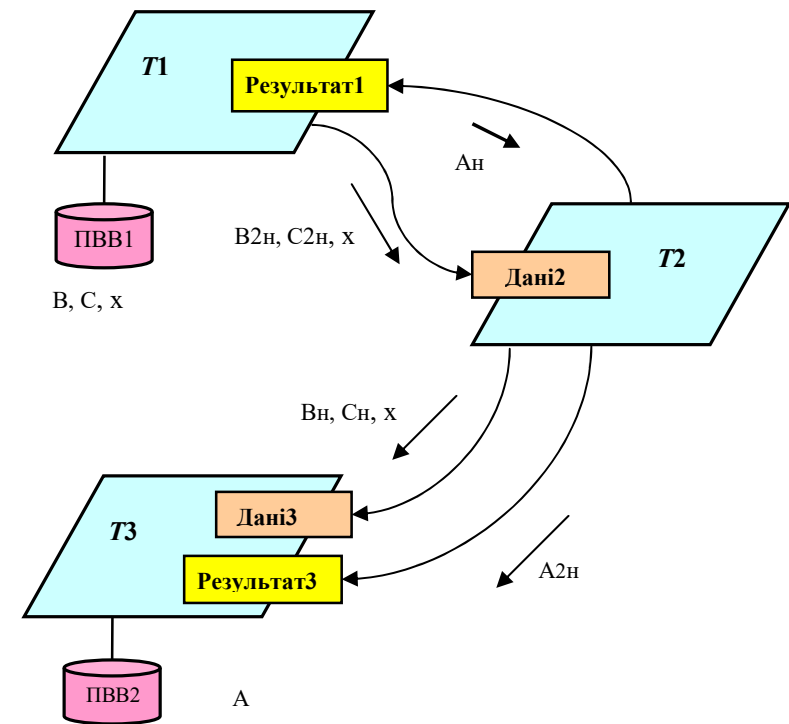 T1
Результат1
Ан
ПВВ1
В2н, С2н, х
T2
Дані2
В, С, х
Вн, Сн, х
Дані3
T3
Результат3
А2н
ПВВ2
А